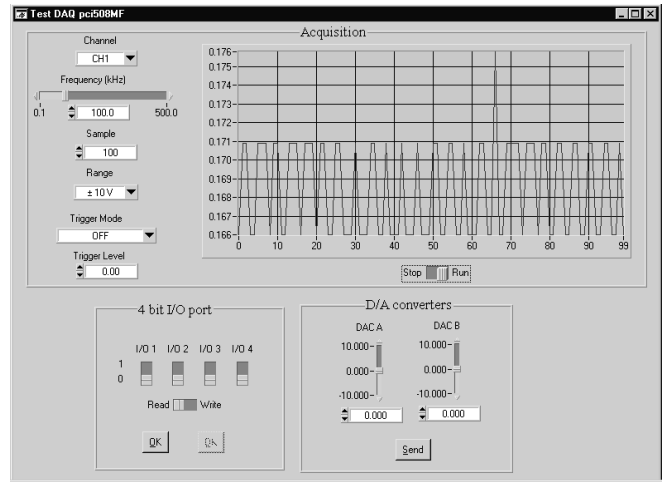 Test DAQ pci508MF
Acquisition
Channel
CH1
Frequency (kHz)
0.1 100.0 500.0
Sample
100
Range
± 10 V
Trigger Mode
OFF
Trigger Level
0.00
0.176
0.175
0.174
0.173
0.172
0.171
0.170
0.169
0.168
0.167
0.166
0 10 20 30 40 50 60 70 80 90 99
Stop Run
4 bit I/O port
I/O 1 I/O 2 I/O 3 I/O 4
1
0
Read Write
OK OK
D/A converters
DAC A DAC B
10.000 10.000
0.000 0.000
-10.000 -10.000
0.000 0.000
Send